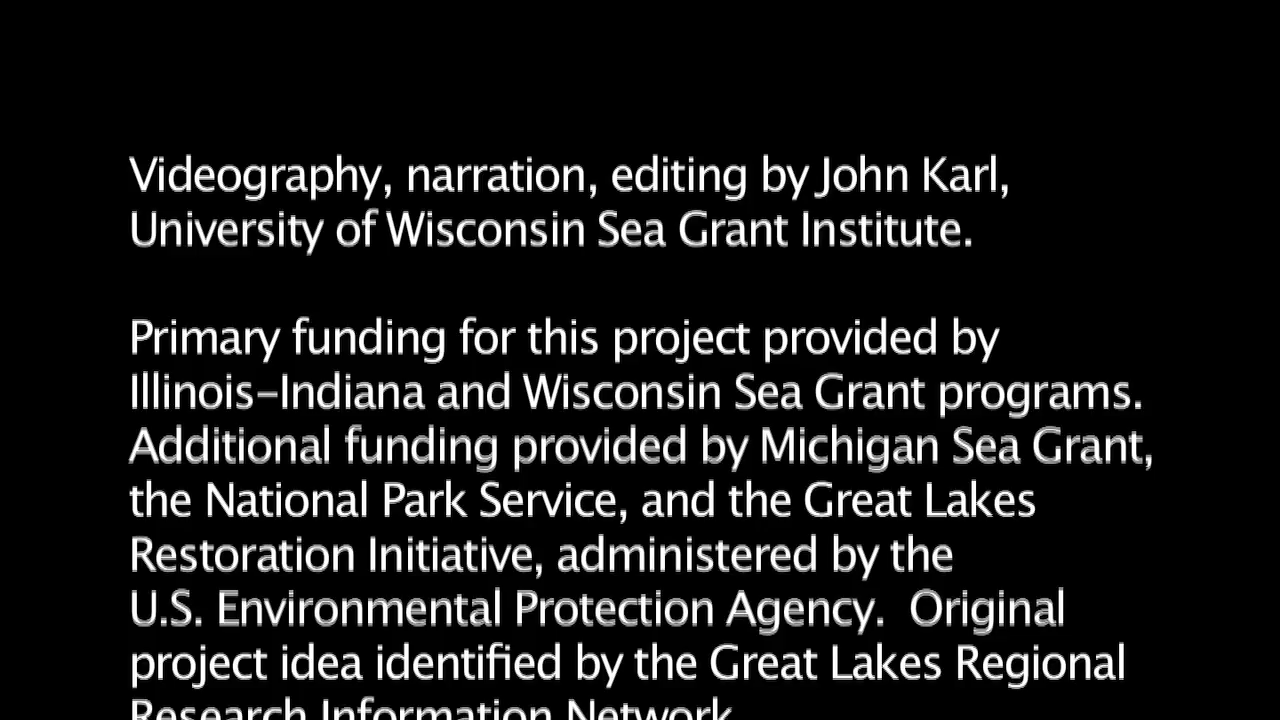 Videography, narration, editing by John Karl,
University of Wisconsin Sea Grant Institute.
Primary funding for this project provided by
Illinois–Indiana and Wisconsin Sea Grant programs.
Additional funding provided by Michigan Sea Grant,
the National Park Service, and the Great Lakes
Restoration Initiative, administered by the
U.S. Environmental Protection Agency.  Original
project idea identified by the Great Lakes Regional
Research Information Network.